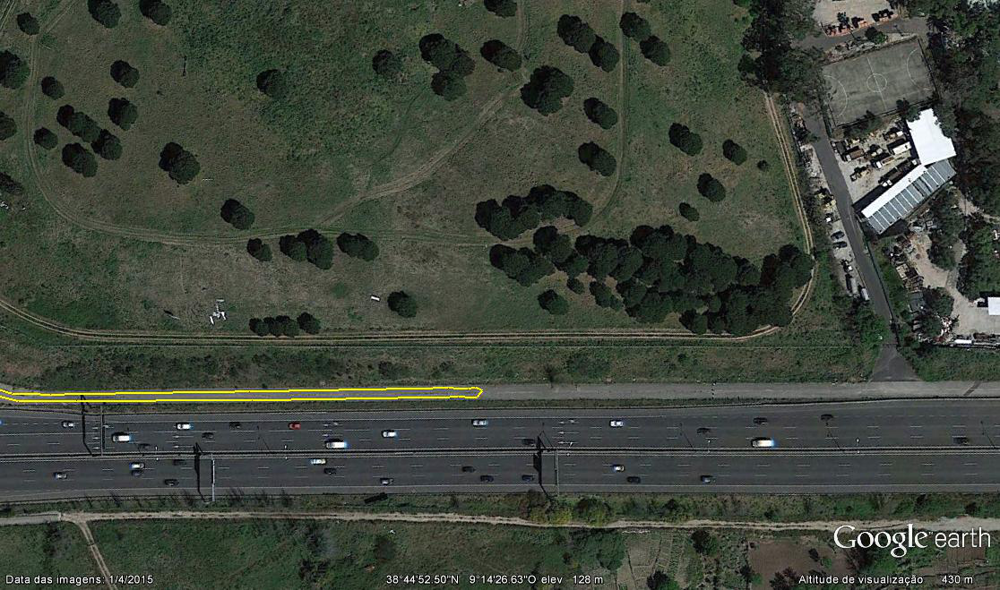 Google earth
Data das imagens: 1/4/2015
38°44'52.50"N 9°14'26.63"O elev 128 m
Altitude de visualização 430 m